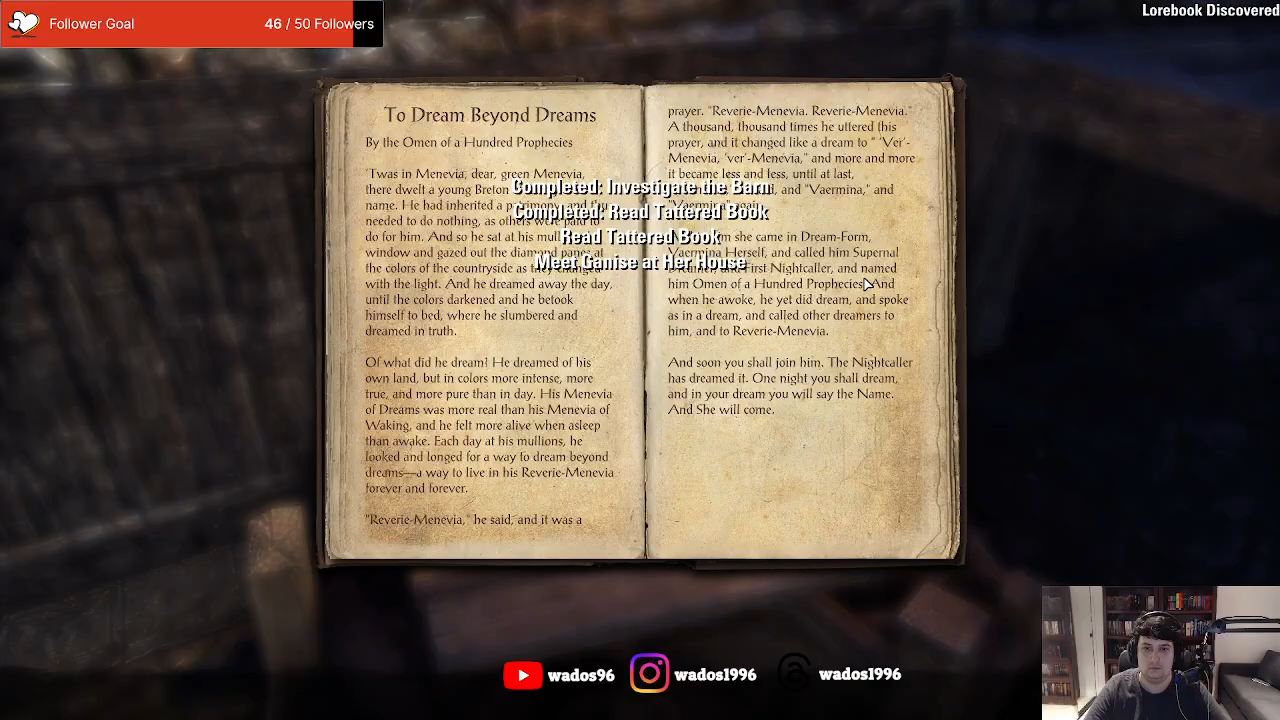 Follower Goal
46 / 50 Followers
Lorebook Discovered
To Dream Beyond Dreams
By the Omen of a Hundred Prophecies
'Twas in Menevia, dear, green Menevia,
there dwelt a young Breton
name. He had inherited a patrimony, and
needed to do nothing, as others were paid to
do for him. And so he sat at his
window and gazed out the diamond panes at
the colors of the countryside as they changed
with the light. And he dreamed away the day,
until the colors darkened and he betook
himself to bed, where he slumbered and
dreamed in truth.
Of what did he dream? He dreamed of his
own land, but in colors more intense, more
true, and more pure than in day. His Menevia
of Dreams was more real than his Menevia of
Waking, and he felt more alive when asleep
than awake. Each day at his mullions, he
looked and longed for a way to dream beyond
dreams—a way to live in his Reverie-Menevia
forever and forever.
"Reverie-Menevia," he said, and it was a
prayer. "Reverie-Menevia. Reverie-Menevia."
A thousand, thousand times he uttered this
prayer, and it changed like a dream to " 'Ver'-
Menevia, 'ver'-Menevia," and more and more
it became less and less, until at last,
and "Vaermina," and
"Vaermina" again.
she came in Dream-Form,
Vaermina Herself, and called him Supernal
Dreamer, and First Nightcaller, and named
him Omen of a Hundred Prophecies. And
when he awoke, he yet did dream, and spoke
as in a dream, and called other dreamers to
him, and to Reverie-Menevia.
And soon you shall join him. The Nightcaller
has dreamed it. One night you shall dream,
and in your dream you will say the Name.
And She will come.
Completed: Investigate the Barn
Completed: Read Tattered Book
Read Tattered Book
Meet Ganise at Her House
wados96
wados1996
wados1996